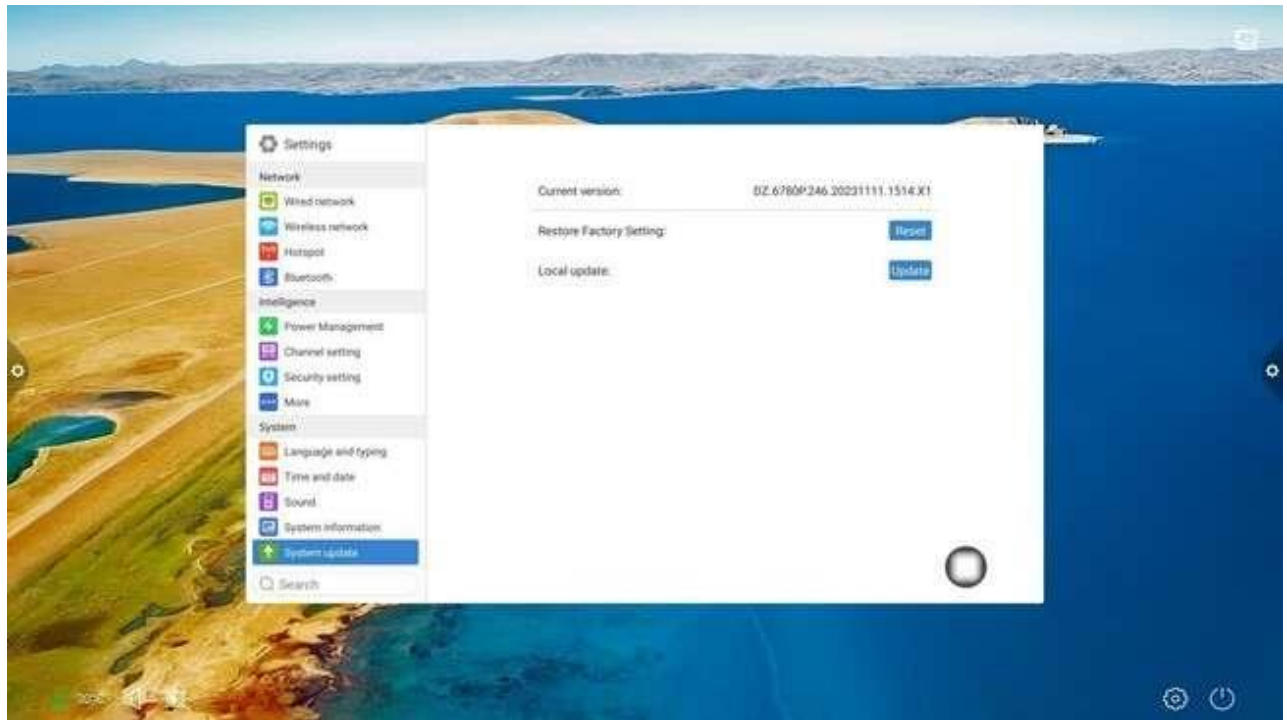 Settings
Network
Wired network
Wireless network
Hotspot
Bluetooth
Intelligence
Power Management
Channel setting
Security setting
More
System
Language and typing
Time and date
Sound
System information
System update
Search
Current version: DZ.6780P.246.20231111.1514.X1
Restore Factory Setting: Reset
Local update: Update